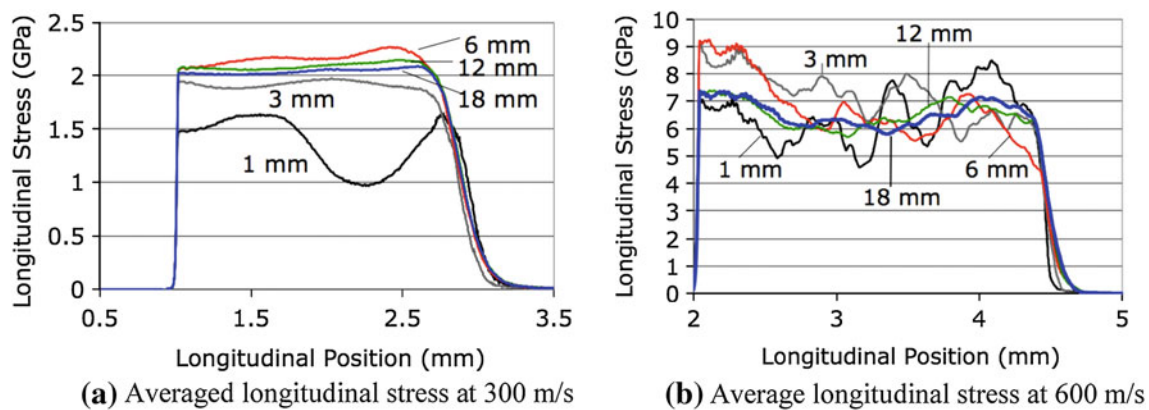 Longitudinal Stress (GPa)
2.5
2
1.5
1
0.5
0
6 mm
12 mm
18 mm
3 mm
1 mm
0.5 1.5 2.5 3.5
Longitudinal Position (mm)
(a) Averaged longitudinal stress at 300 m/s
Longitudinal Stress (GPa)
10
9
8
7
6
5
4
3
2
1
0
12 mm
3 mm
1 mm
18 mm
6 mm
2 3 4 5
Longitudinal Position (mm)
(b) Average longitudinal stress at 600 m/s